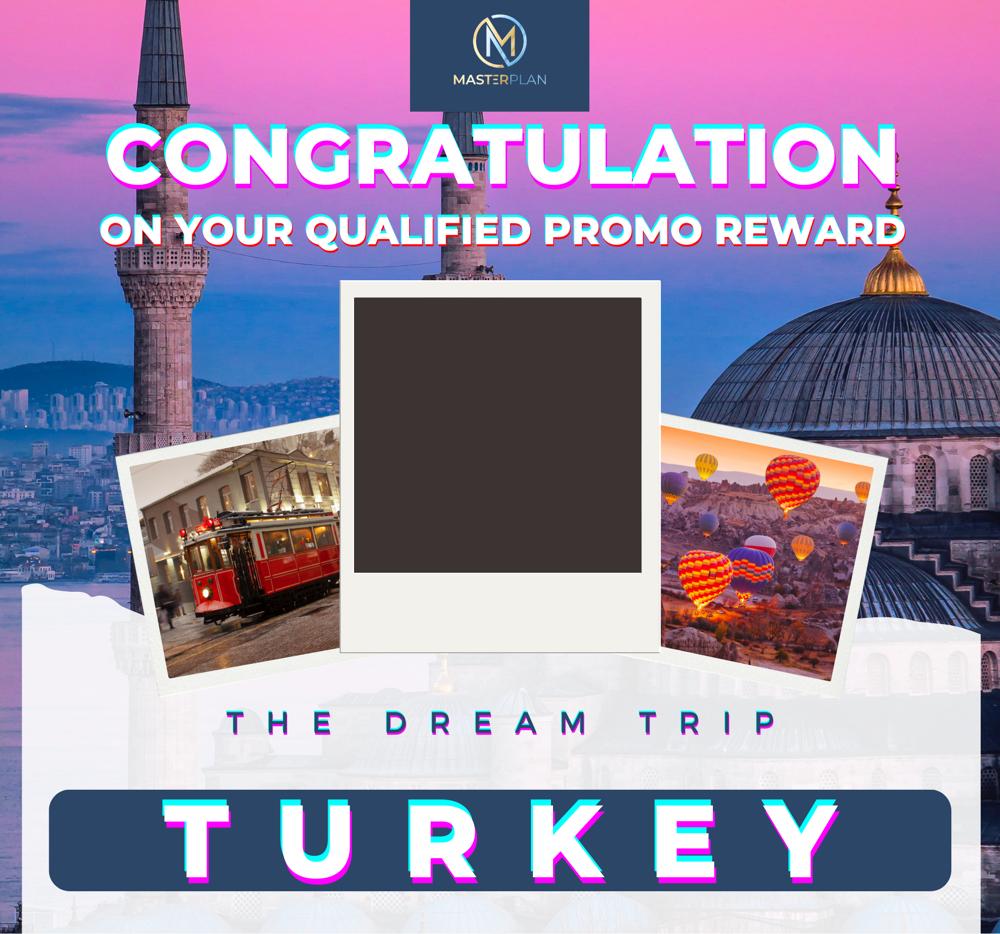 MASTERPLAN
CONGRATULATION
ON YOUR QUALIFIED PROMO REWARD
THE DREAM TRIP
TURKEY